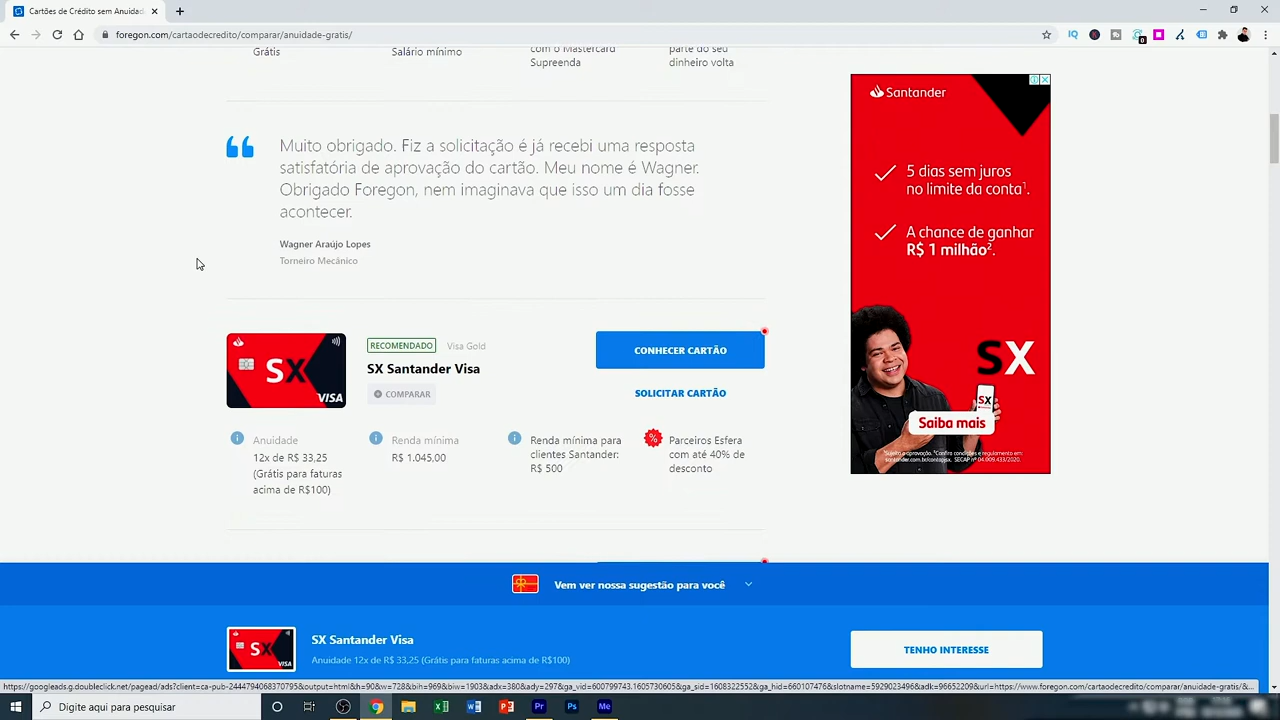 Cartões de Crédito sem Anuidade
foregon.com/cartaodecredito/comparar/anuidade-gratis/
Grátis
Salário mínimo
com o Mastercard
Supreenda
parte do seu
dinheiro volta
Muito obrigado. Fiz a solicitação é já recebi uma resposta
satisfatória de aprovação do cartão. Meu nome é Wagner.
Obrigado Foregon, nem imaginava que isso um dia fosse
acontecer.
Wagner Araújo Lopes
Torneiro Mecânico
SX
VISA
RECOMENDADO
Visa Gold
SX Santander Visa
COMPARAR
CONHECER CARTÃO
SOLICITAR CARTÃO
Anuidade
12x de R$ 33,25
(Grátis para faturas
acima de R$100)
Renda mínima
R$ 1.045,00
Renda mínima para
clientes Santander:
R$ 500
%
Parceiros Esfera
com até 40% de
desconto
Santander
5 dias sem juros
no limite da conta¹.
A chance de ganhar
R$ 1 milhão².
SX
SX
Saiba mais
Vem ver nossa sugestão para você
SX
VISA
SX Santander Visa
Anuidade 12x de R$ 33,25 (Grátis para faturas acima de R$100)
TENHO INTERESSE
Digite aqui para pesquisar
Pr
Ps
Me